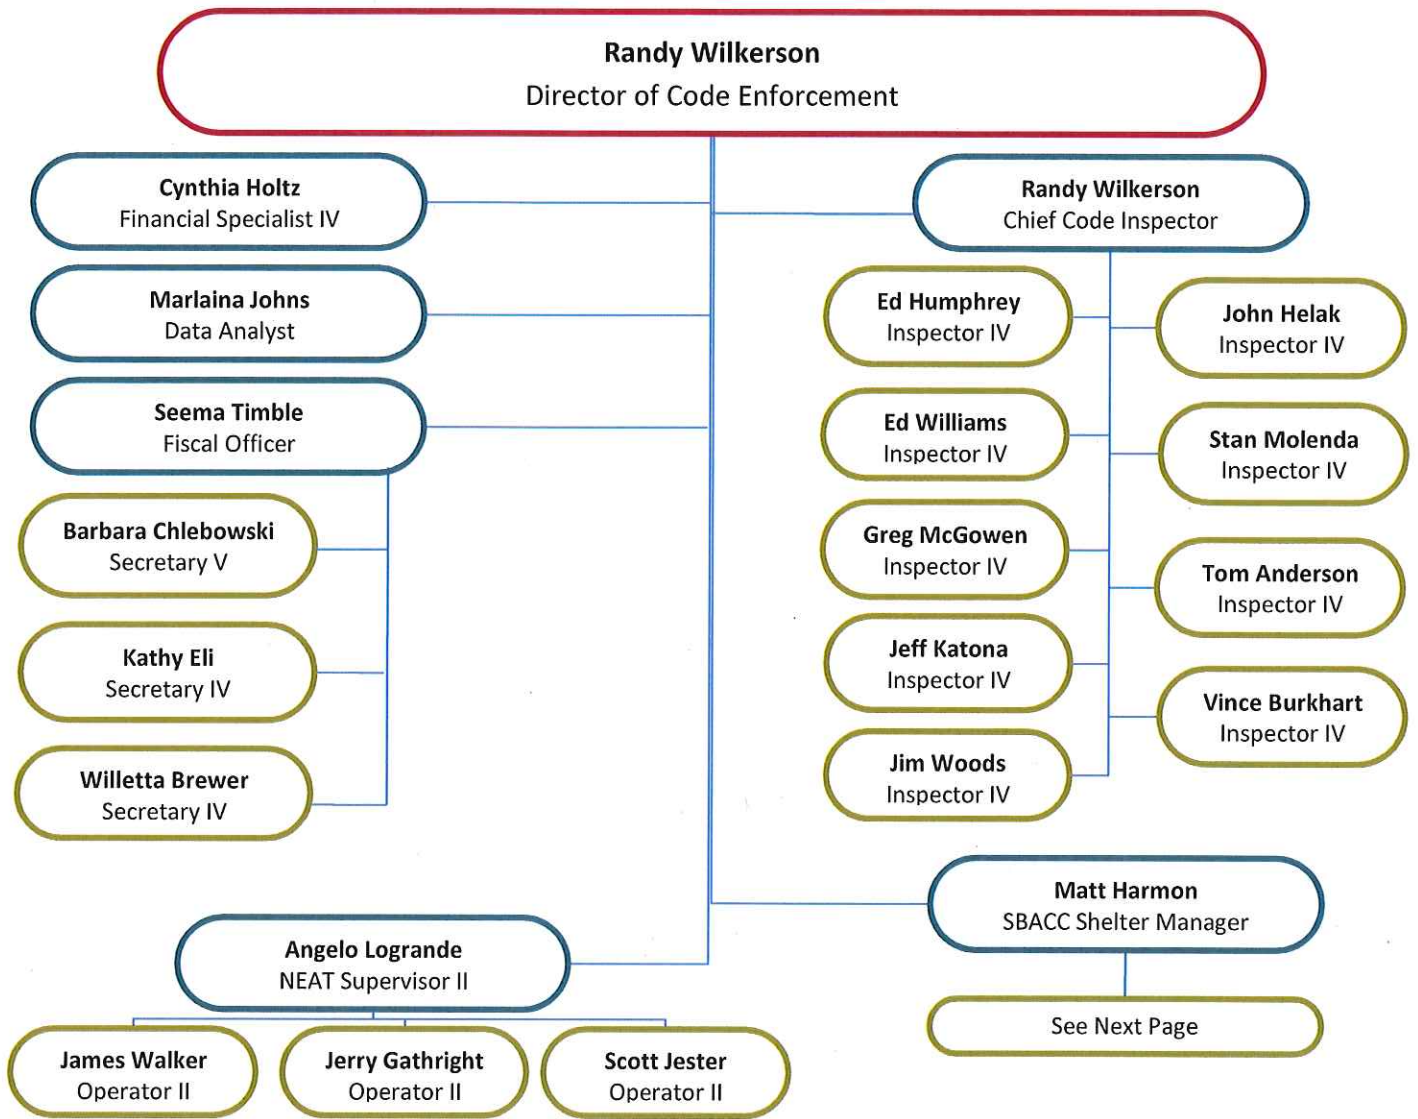 Randy Wilkerson
Director of Code Enforcement
Cynthia Holtz
Financial Specialist IV
Marlaina Johns
Data Analyst
Seema Timble
Fiscal Officer
Barbara Chlebowski
Secretary V
Kathy Eli
Secretary IV
Willetta Brewer
Secretary IV
Randy Wilkerson
Chief Code Inspector
Ed Humphrey
Inspector IV
John Helak
Inspector IV
Ed Williams
Inspector IV
Stan Molenda
Inspector IV
Greg McGowen
Inspector IV
Tom Anderson
Inspector IV
Jeff Katona
Inspector IV
Vince Burkhart
Inspector IV
Jim Woods
Inspector IV
Matt Harmon
SBACC Shelter Manager
See Next Page
Angelo Logrande
NEAT Supervisor II
James Walker
Operator II
Jerry Gathright
Operator II
Scott Jester
Operator II